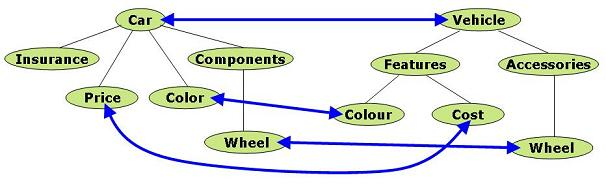 Car
Vehicle
Insurance
Components
Features
Accessories
Price
Color
Colour
Cost
Wheel
Wheel